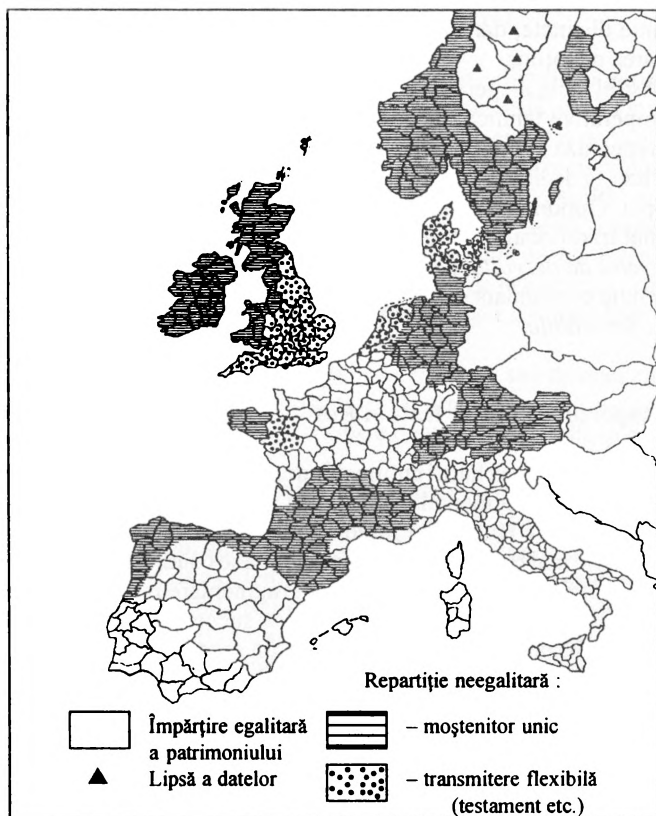 Repartiție neegalitară :
Împărțire egalitară
a patrimoniului
▲ Lipsă a datelor
– moștenitor unic
– transmitere flexibilă
(testament etc.)